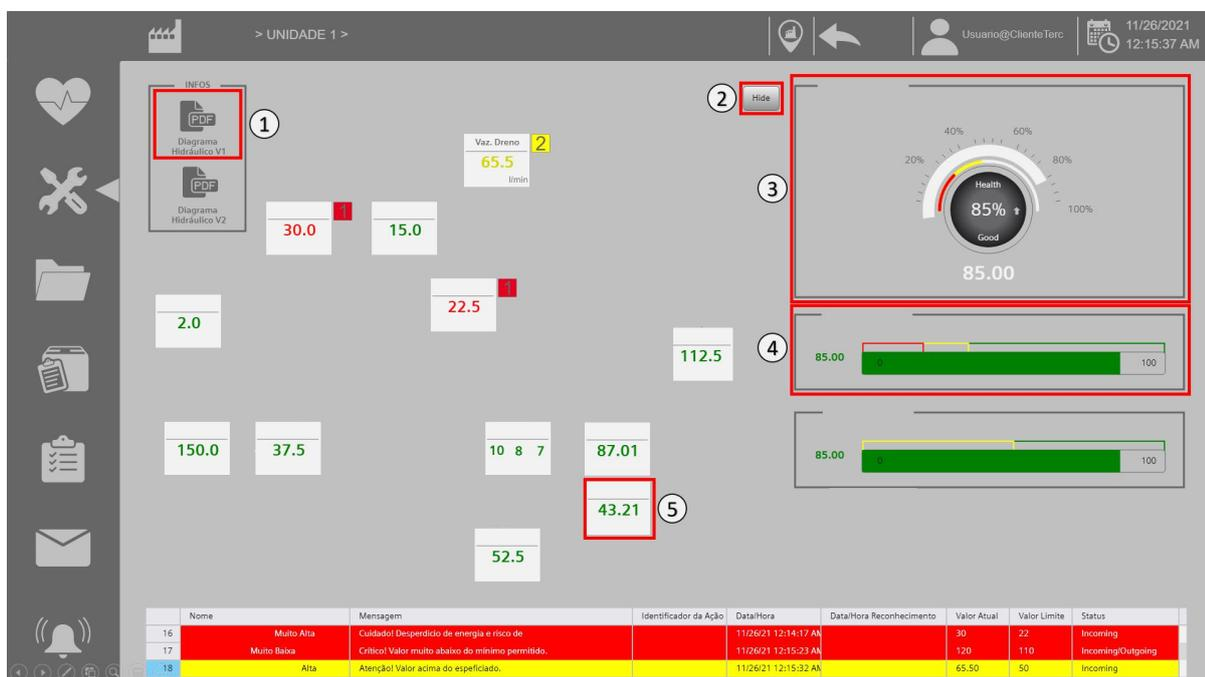 > UNIDADE 1 >
Usuario@ClienteTerc
11/26/2021
12:15:37 AM
INFOS
PDF
Diagrama
Hidráulico V1
1
PDF
Diagrama
Hidráulico V2
Vaz. Dreno
2
65.5
l/min
1
30.0
15.0
1
22.5
2.0
112.5
150.0
37.5
10 8 7
87.01
43.21
5
52.5
2
Hide
3
20%
40%
60%
80%
100%
Health
85%
Good
85.00
4
85.00
0
100
85.00
0
100
Nome Mensagem Identificador da Ação Data/Hora Data/Hora Reconhecimento Valor Atual Valor Limite Status
16 Muito Alta Cuidado! Desperdício de energia e risco de 11/26/21 12:14:17 AM 30 22 Incoming
17 Muito Baixa Crítico! Valor muito abaixo do mínimo permitido. 11/26/21 12:15:23 AM 120 110 Incoming/Outgoing
18 Alta Atenção! Valor acima do espeficiado. 11/26/21 12:15:32 AM 65.50 50 Incoming